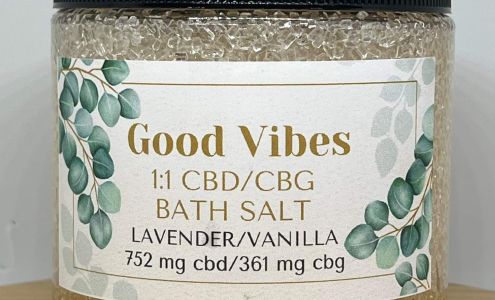 Good Vibes
1:1 CBD/CBG
BATH SALT
LAVENDER/VANILLA
752 mg cbd/361 mg cbg